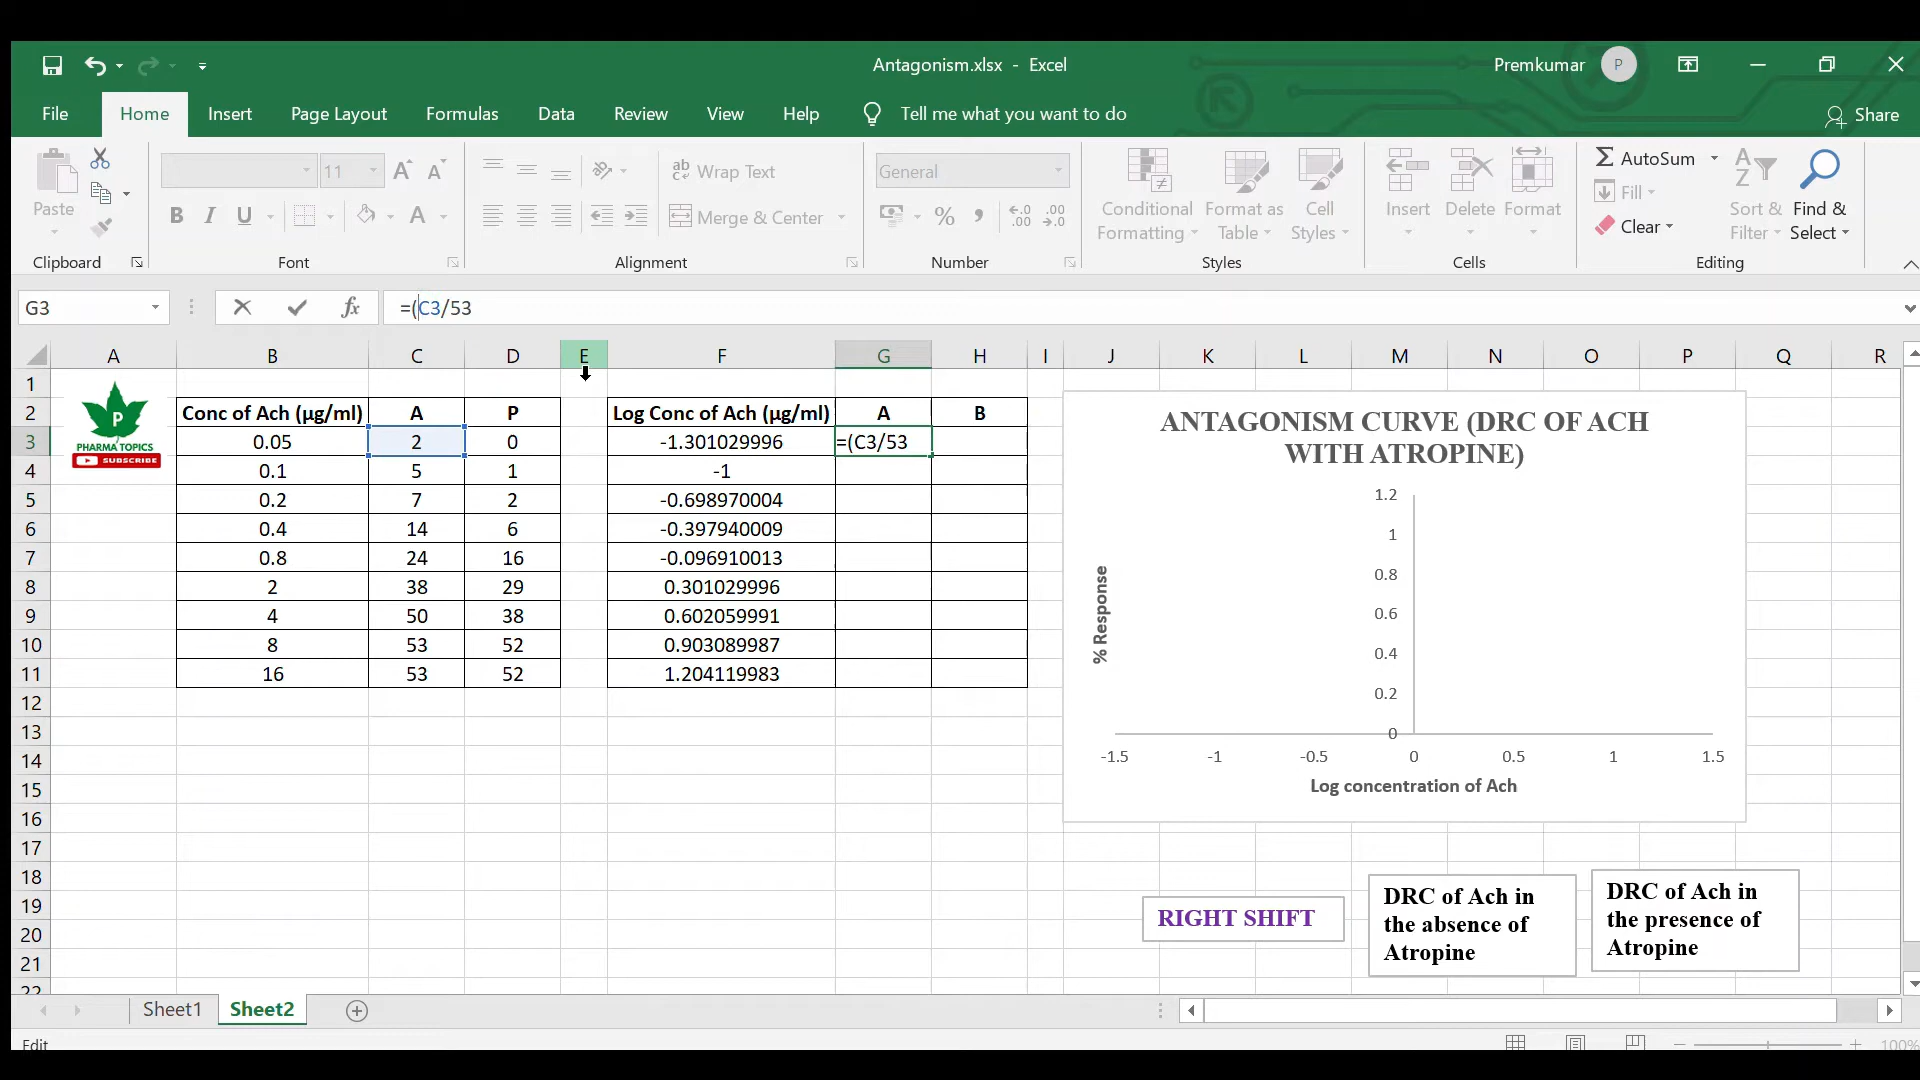 Antagonism.xlsx - Excel
Premkumar P
File Home Insert Page Layout Formulas Data Review View Help Tell me what you want to do Share
Paste
Clipboard
11
B I U A
Font
ab Wrap Text
Merge & Center
Alignment
General
% , .00 .0
Number
Conditional Formatting
Format as Table
Cell Styles
Styles
Insert Delete Format
Cells
AutoSum
Fill
Clear
Sort & Filter
Find & Select
Editing
G3 fx =(C3/53
A B C D E F G H I J K L M N O P Q R
1
2 Conc of Ach (µg/ml) A P Log Conc of Ach (µg/ml) A B
3 0.05 2 0 -1.301029996 =(C3/53
4 0.1 5 1 -1
5 0.2 7 2 -0.698970004
6 0.4 14 6 -0.397940009
7 0.8 24 16 -0.096910013
8 2 38 29 0.301029996
9 4 50 38 0.602059991
10 8 53 52 0.903089987
11 16 53 52 1.204119983
12
13
14
15
16
17
18
19
20
21
22
P
PHARMA TOPICS
SUBSCRIBE
ANTAGONISM CURVE (DRC OF ACH
WITH ATROPINE)
1.2
1
0.8
0.6
0.4
0.2
0
% Response
-1.5 -1 -0.5 0 0.5 1 1.5
Log concentration of Ach
RIGHT SHIFT
DRC of Ach in
the absence of
Atropine
DRC of Ach in
the presence of
Atropine
Sheet1 Sheet2
Edit
100%